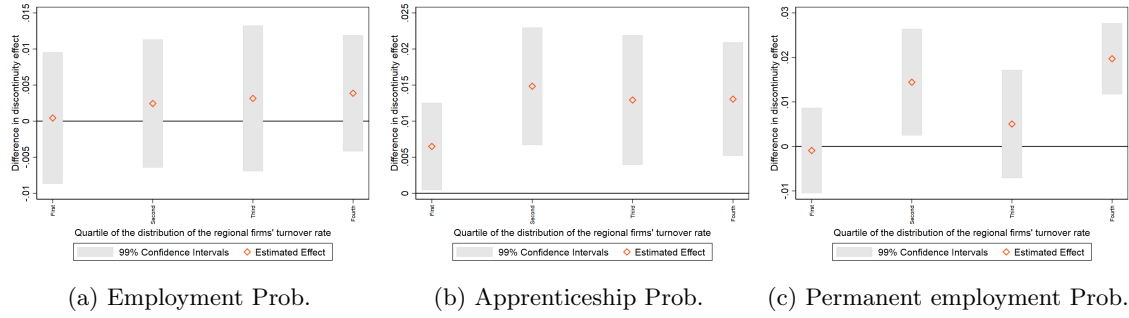 Difference in discontinuity effect
.015
.01
.005
0
-.005
-.01
First
Second
Third
Fourth
Quartile of the distribution of the regional firms' turnover rate
99% Confidence Intervals
Estimated Effect
(a) Employment Prob.
Difference in discontinuity effect
.025
.02
.015
.01
.005
0
First
Second
Third
Fourth
Quartile of the distribution of the regional firms' turnover rate
99% Confidence Intervals
Estimated Effect
(b) Apprenticeship Prob.
Difference in discontinuity effect
.03
.02
.01
0
-.01
First
Second
Third
Fourth
Quartile of the distribution of the regional firms' turnover rate
99% Confidence Intervals
Estimated Effect
(c) Permanent employment Prob.